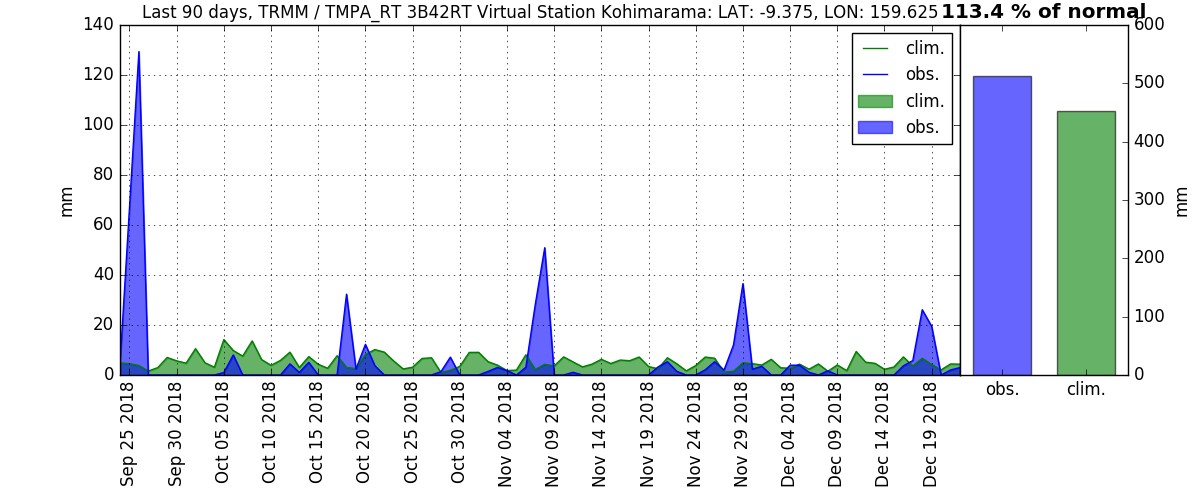 Last 90 days, TRMM / TMPA_RT 3B42RT Virtual Station Kohimarama: LAT: -9.375, LON: 159.625 113.4 % of normal
clim.
obs.
clim.
obs.
mm
140
120
100
80
60
40
20
0
Sep 25 2018
Sep 30 2018
Oct 05 2018
Oct 10 2018
Oct 15 2018
Oct 20 2018
Oct 25 2018
Oct 30 2018
Nov 04 2018
Nov 09 2018
Nov 14 2018
Nov 19 2018
Nov 24 2018
Nov 29 2018
Dec 04 2018
Dec 09 2018
Dec 14 2018
Dec 19 2018
600
500
400
300
200
100
0
mm
obs.
clim.